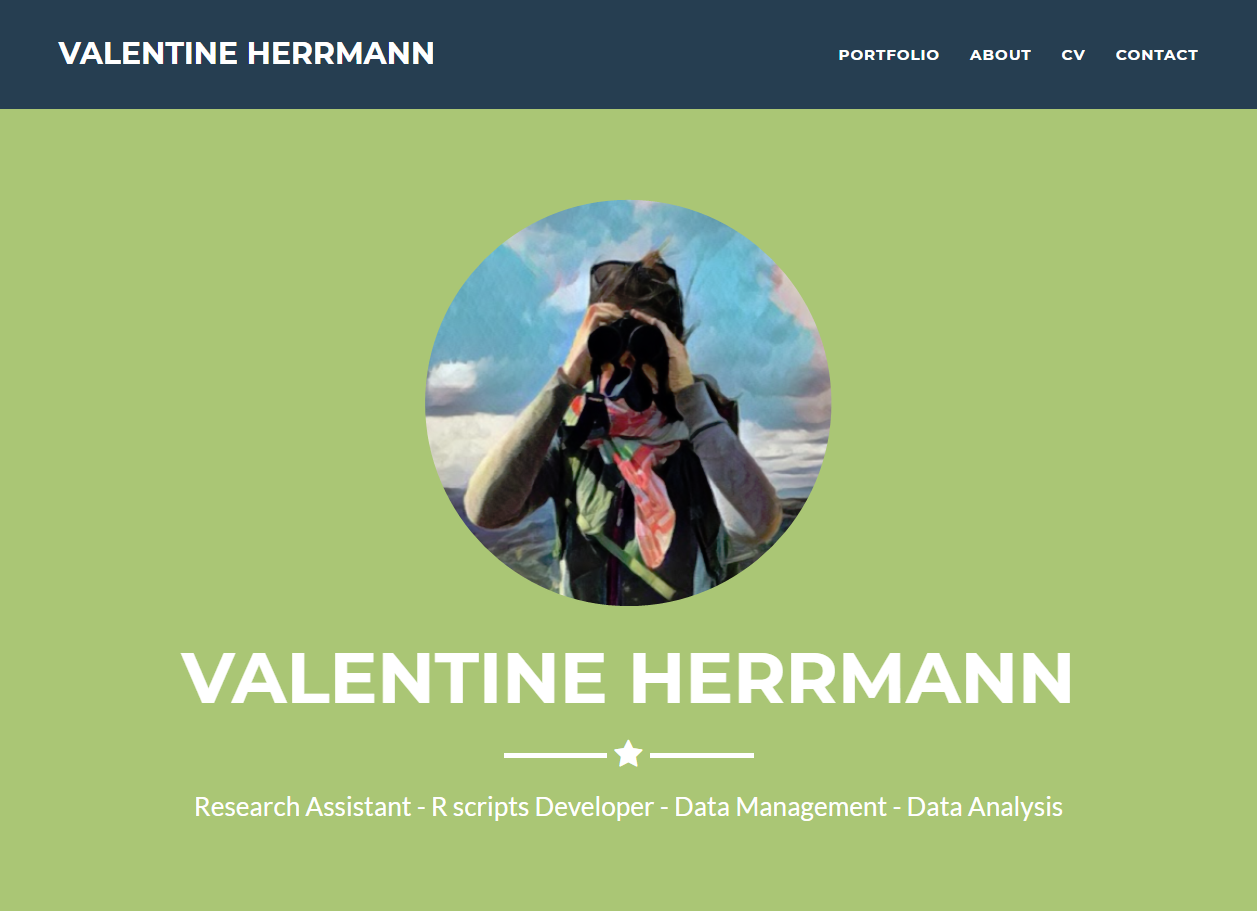 VALENTINE HERRMANN
PORTFOLIO ABOUT CV CONTACT
VALENTINE HERRMANN
Research Assistant - R scripts Developer - Data Management - Data Analysis